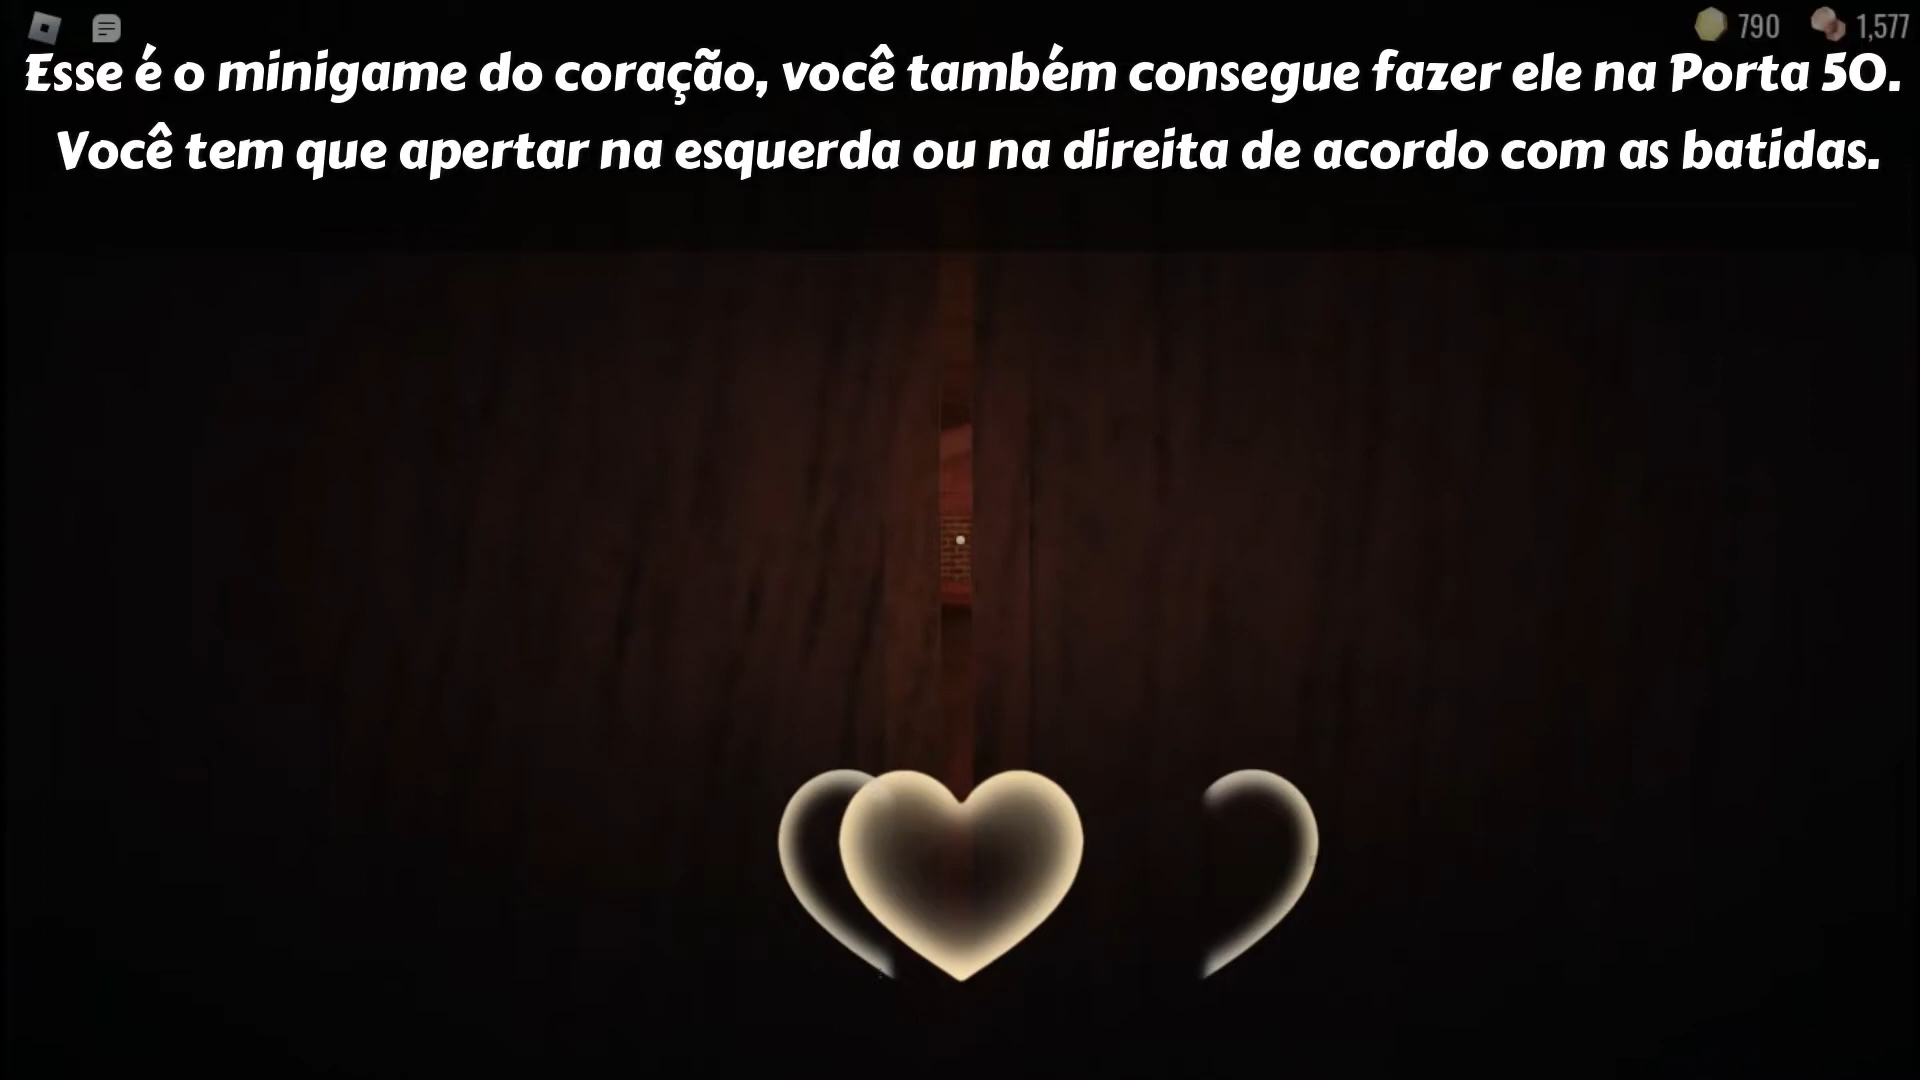 790
1,577
Esse é o minigame do coração, você também consegue fazer ele na Porta 50.
Você tem que apertar na esquerda ou na direita de acordo com as batidas.